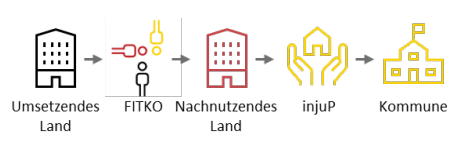 Umsetzendes Land
FITKO
Nachnutzendes Land
injuP
Kommune